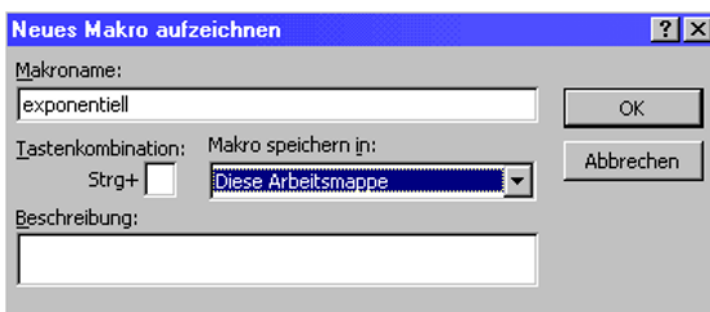 Neues Makro aufzeichnen
Makroname:
exponentiell
OK
Tastenkombination:
Makro speichern in:
Strg+
Diese Arbeitsmappe
Abbrechen
Beschreibung: